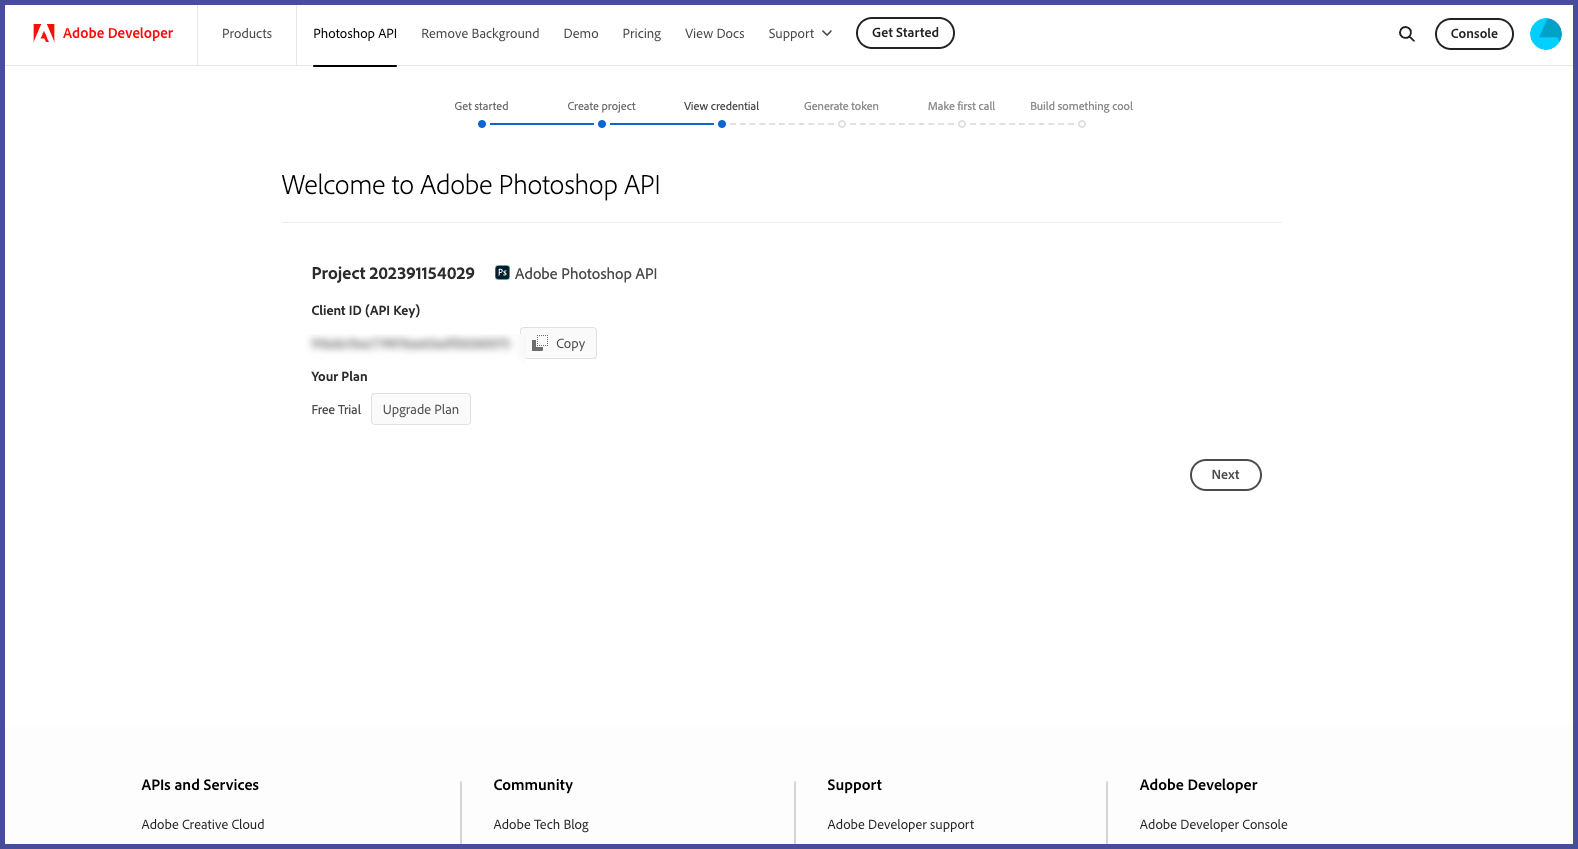 Adobe Developer
Products
Photoshop API
Remove Background
Demo
Pricing
View Docs
Support
Get Started
Console
Get started
Create project
View credential
Generate token
Make first call
Build something cool
Welcome to Adobe Photoshop API
Project 202391154029
Ps
Adobe Photoshop API
Client ID (API Key)
Copy
Your Plan
Free Trial
Upgrade Plan
Next
APIs and Services
Adobe Creative Cloud
Community
Adobe Tech Blog
Support
Adobe Developer support
Adobe Developer
Adobe Developer Console